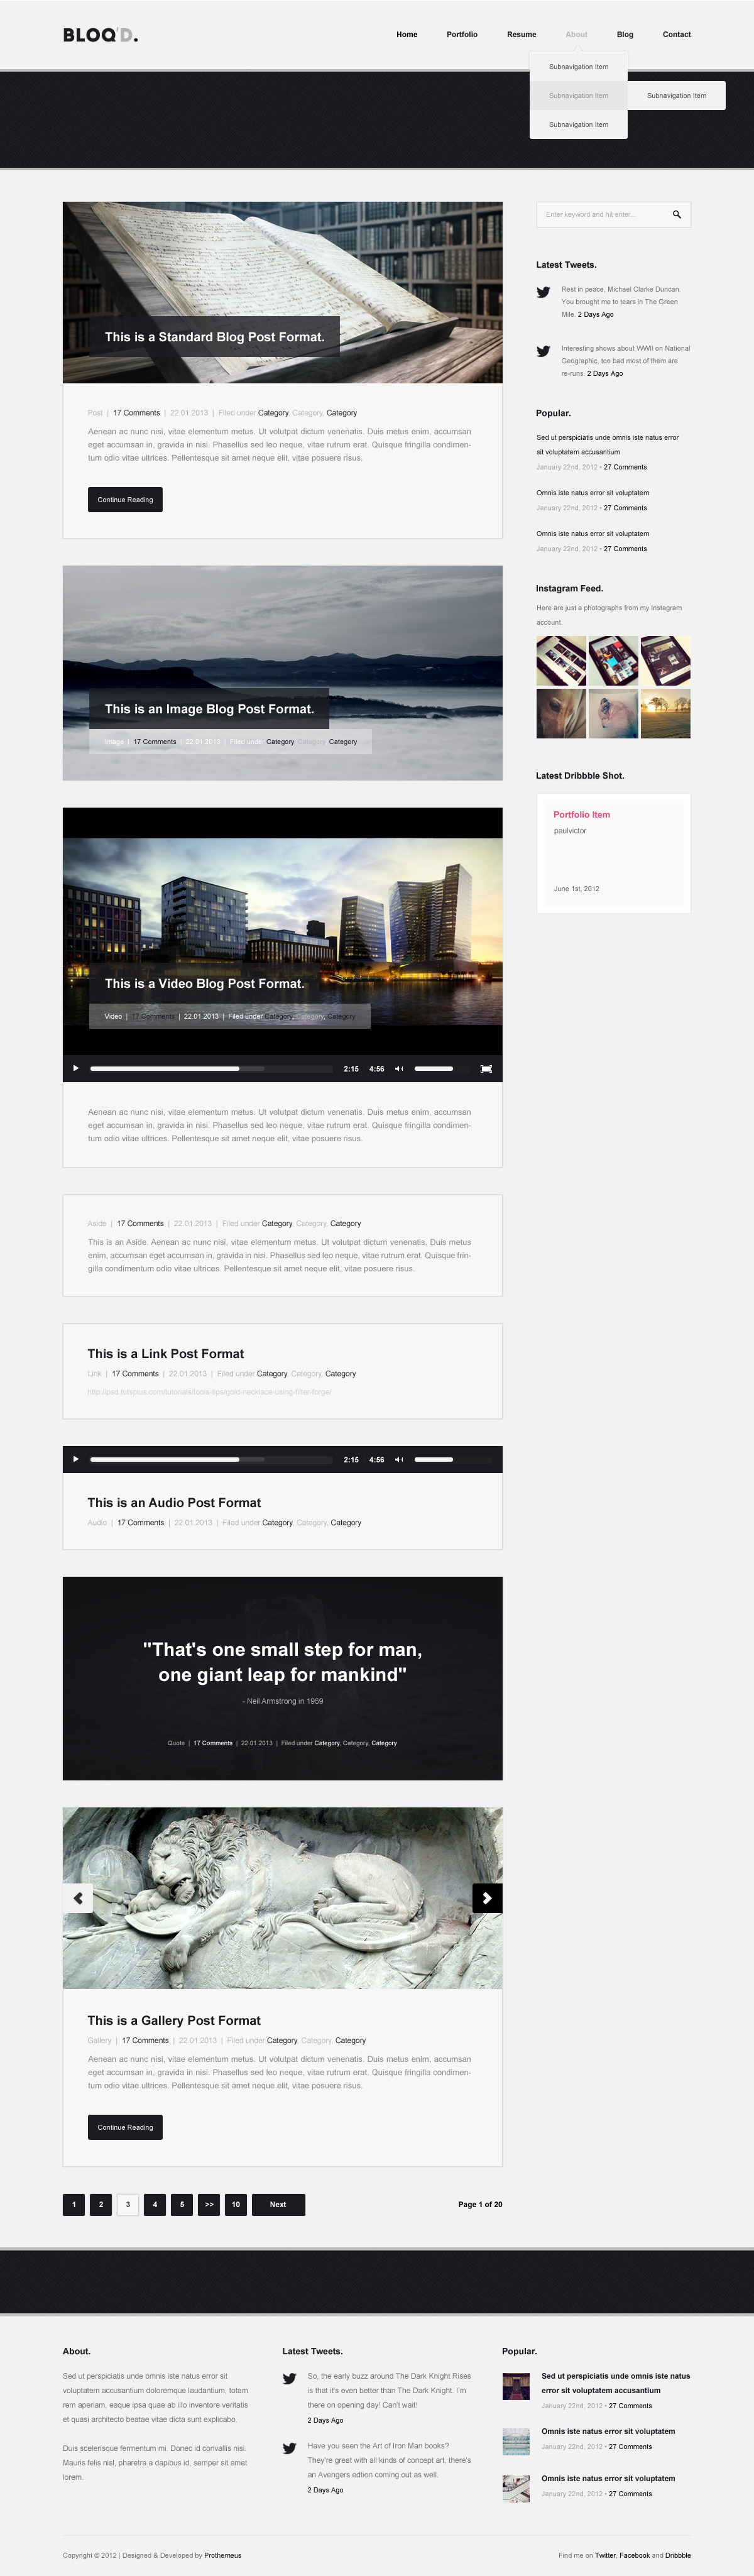 BLOQ'D.
Home Portfolio Resume About Blog Contact
Subnavigation Item
Subnavigation Item Subnavigation Item
Subnavigation Item
This is a Standard Blog Post Format.
Post | 17 Comments | 22.01.2013 | Filed under Category, Category, Category
Aenean ac nunc nisi, vitae elementum metus. Ut volutpat dictum venenatis. Duis metus enim, accumsan
eget accumsan in, gravida in nisi. Phasellus sed leo neque, vitae rutrum erat. Quisque fringilla condimen-
tum odio vitae ultrices. Pellentesque sit amet neque elit, vitae posuere risus.
Continue Reading
This is an Image Blog Post Format.
Image | 17 Comments | 22.01.2013 | Filed under Category, Category, Category
This is a Video Blog Post Format.
Video | 17 Comments | 22.01.2013 | Filed under Category, Category, Category
2:15 4:56
Aenean ac nunc nisi, vitae elementum metus. Ut volutpat dictum venenatis. Duis metus enim, accumsan
eget accumsan in, gravida in nisi. Phasellus sed leo neque, vitae rutrum erat. Quisque fringilla condimen-
tum odio vitae ultrices. Pellentesque sit amet neque elit, vitae posuere risus.
Aside | 17 Comments | 22.01.2013 | Filed under Category, Category, Category
This is an Aside. Aenean ac nunc nisi, vitae elementum metus. Ut volutpat dictum venenatis. Duis metus
enim, accumsan eget accumsan in, gravida in nisi. Phasellus sed leo neque, vitae rutrum erat. Quisque frin-
gilla condimentum odio vitae ultrices. Pellentesque sit amet neque elit, vitae posuere risus.
This is a Link Post Format
Link | 17 Comments | 22.01.2013 | Filed under Category, Category, Category
http://psd.tutsplus.com/tutorials/tools-tips/gold-necklace-using-filter-forge/
2:15 4:56
This is an Audio Post Format
Audio | 17 Comments | 22.01.2013 | Filed under Category, Category, Category
"That's one small step for man,
one giant leap for mankind"
- Neil Armstrong in 1969
Quote | 17 Comments | 22.01.2013 | Filed under Category, Category, Category
This is a Gallery Post Format
Gallery | 17 Comments | 22.01.2013 | Filed under Category, Category, Category
Aenean ac nunc nisi, vitae elementum metus. Ut volutpat dictum venenatis. Duis metus enim, accumsan
eget accumsan in, gravida in nisi. Phasellus sed leo neque, vitae rutrum erat. Quisque fringilla condimen-
tum odio vitae ultrices. Pellentesque sit amet neque elit, vitae posuere risus.
Continue Reading
1 2 3 4 5 >> 10 Next Page 1 of 20
Enter keyword and hit enter...
Latest Tweets.
Rest in peace, Michael Clarke Duncan.
You brought me to tears in The Green
Mile. 2 Days Ago
Interesting shows about WWII on National
Geographic, too bad most of them are
re-runs. 2 Days Ago
Popular.
Sed ut perspiciatis unde omnis iste natus error
sit voluptatem accusantium
January 22nd, 2012 • 27 Comments
Omnis iste natus error sit voluptatem
January 22nd, 2012 • 27 Comments
Omnis iste natus error sit voluptatem
January 22nd, 2012 • 27 Comments
Instagram Feed.
Here are just a photographs from my Instagram
account.
Latest Dribbble Shot.
Portfolio Item
paulvictor
June 1st, 2012
About.
Sed ut perspiciatis unde omnis iste natus error sit
voluptatem accusantium doloremque laudantium, totam
rem aperiam, eaque ipsa quae ab illo inventore veritatis
et quasi architecto beatae vitae dicta sunt explicabo.
Duis scelerisque fermentum mi. Donec id convallis nisi.
Mauris felis nisl, pharetra a dapibus id, semper sit amet
lorem.
Latest Tweets.
So, the early buzz around The Dark Knight Rises
is that it's even better than The Dark Knight. I'm
there on opening day! Can't wait!
2 Days Ago
Have you seen the Art of Iron Man books?
They're great with all kinds of concept art, there's
an Avengers edtion coming out as well.
2 Days Ago
Popular.
Sed ut perspiciatis unde omnis iste natus
error sit voluptatem accusantium
January 22nd, 2012 • 27 Comments
Omnis iste natus error sit voluptatem
January 22nd, 2012 • 27 Comments
Omnis iste natus error sit voluptatem
January 22nd, 2012 • 27 Comments
Copyright © 2012 | Designed & Developed by Prothemeus
Find me on Twitter, Facebook and Dribbble